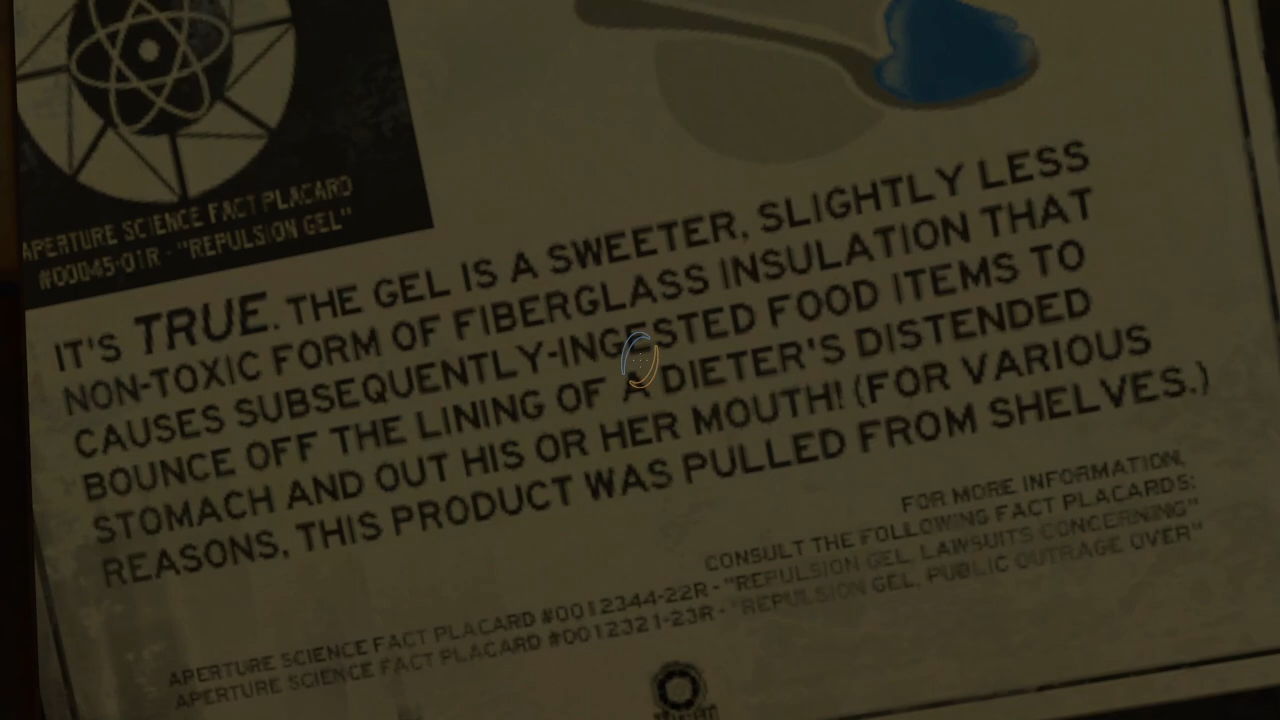 APERTURE SCIENCE FACT PLACARD
#00045-01R - "REPULSION GEL"
IT'S TRUE. THE GEL IS A SWEETER, SLIGHTLY LESS
NON-TOXIC FORM OF FIBERGLASS INSULATION THAT
CAUSES SUBSEQUENTLY-INGESTED FOOD ITEMS TO
BOUNCE OFF THE LINING OF A DIETER'S DISTENDED
STOMACH AND OUT HIS OR HER MOUTH! (FOR VARIOUS
REASONS, THIS PRODUCT WAS PULLED FROM SHELVES.)
FOR MORE INFORMATION,
CONSULT THE FOLLOWING FACT PLACARDS:
APERTURE SCIENCE FACT PLACARD #0012344-22R - "REPULSION GEL, LAWSUITS CONCERNING"
APERTURE SCIENCE FACT PLACARD #0012321-23R - "REPULSION GEL, PUBLIC OUTRAGE OVER"